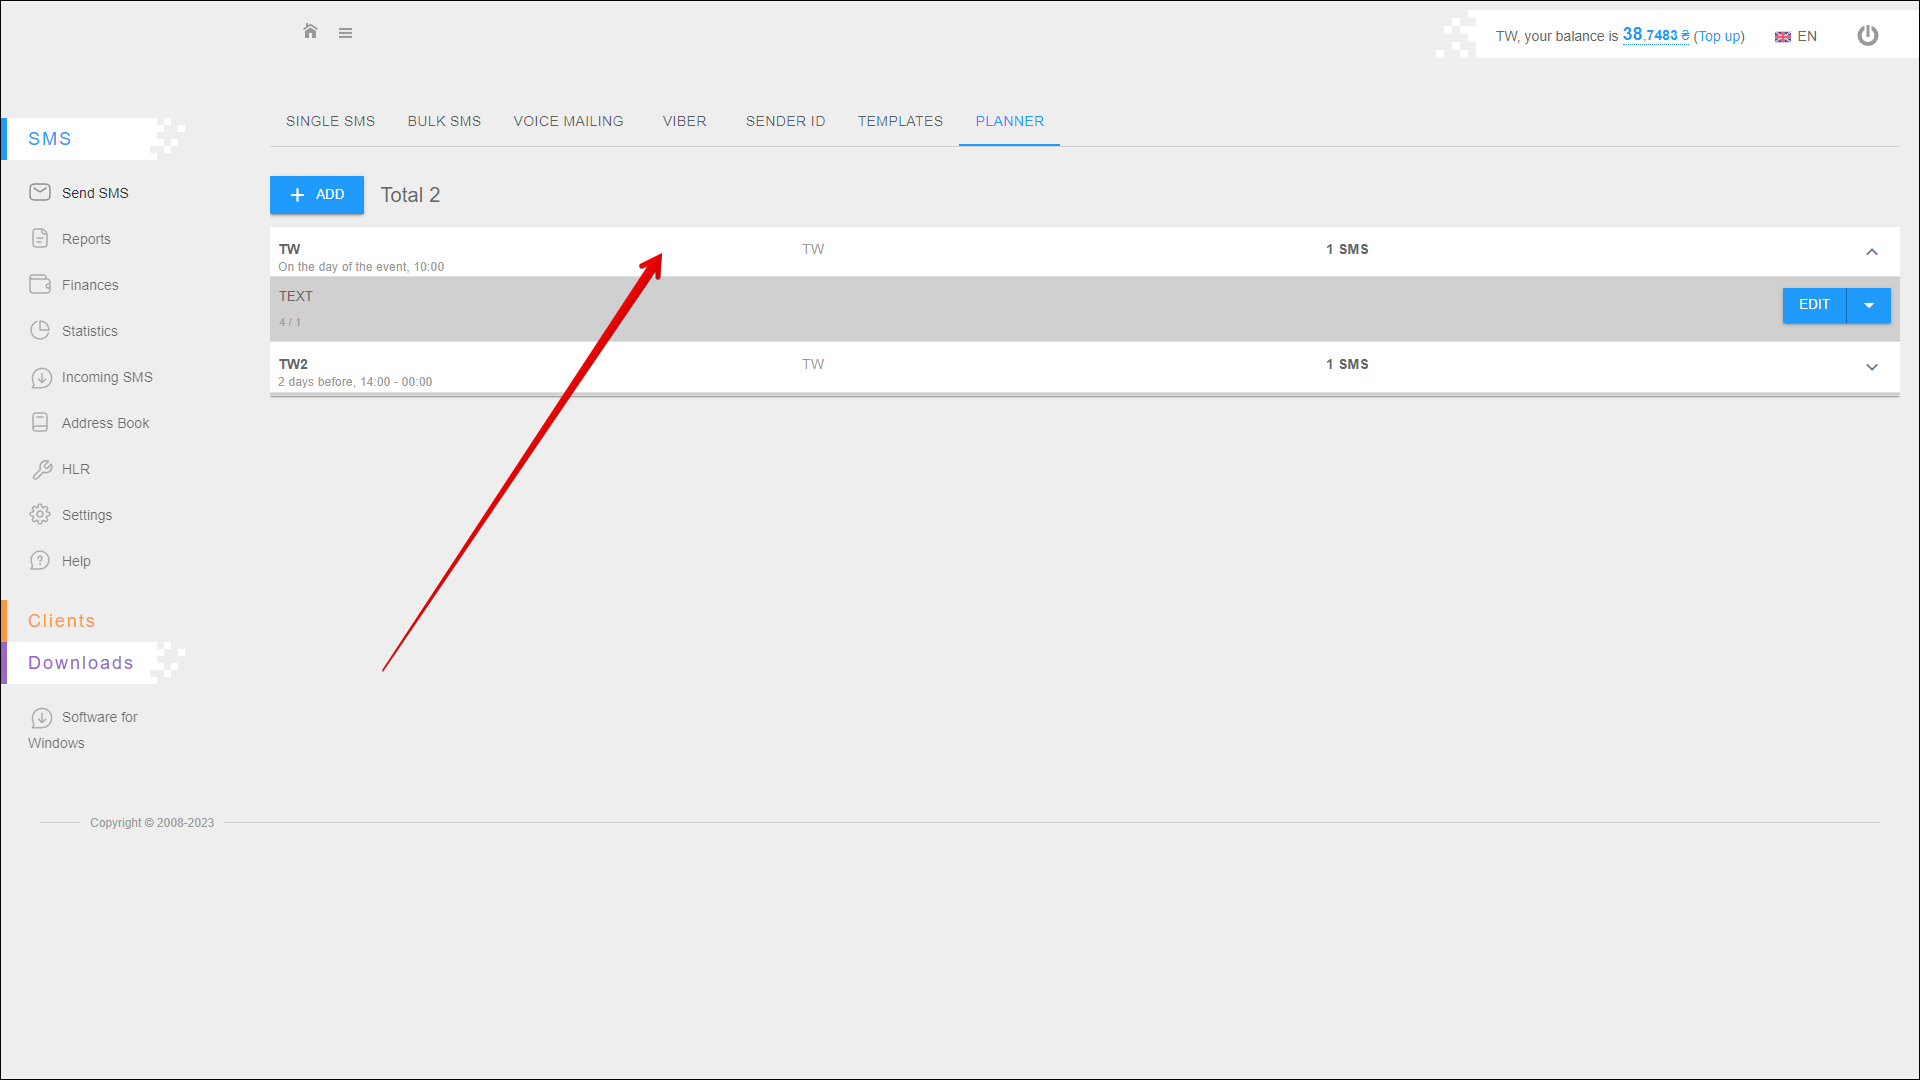 TW, your balance is 38,7483 ₴ (Top up)
EN
SMS
Send SMS
Reports
Finances
Statistics
Incoming SMS
Address Book
HLR
Settings
Help
Clients
Downloads
Software for
Windows
SINGLE SMS
BULK SMS
VOICE MAILING
VIBER
SENDER ID
TEMPLATES
PLANNER
ADD
Total 2
TW
On the day of the event, 10:00
TW
1 SMS
TEXT
4 / 1
EDIT
TW2
2 days before, 14:00 - 00:00
TW
1 SMS
Copyright © 2008-2023